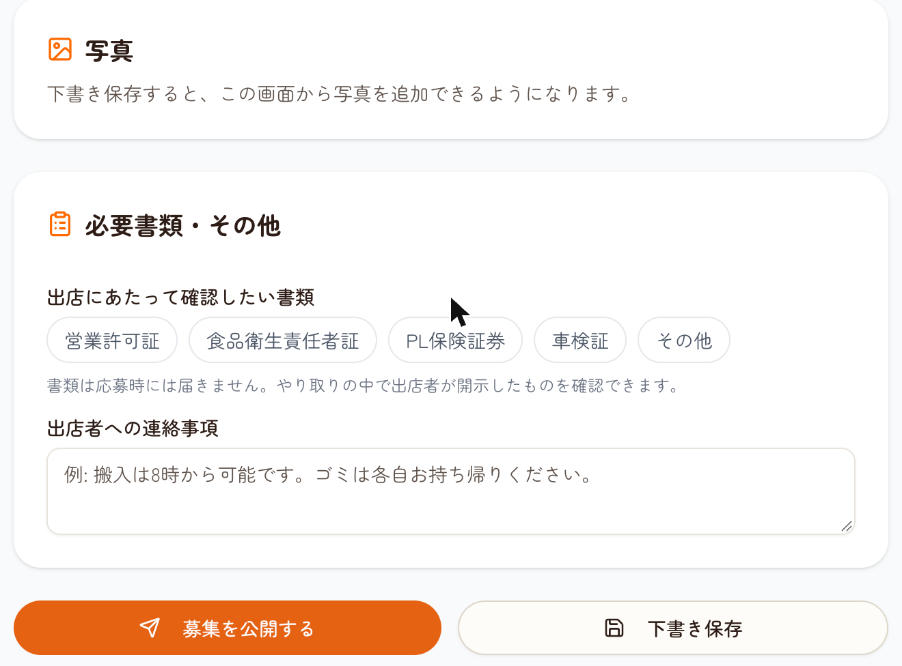 写真
下書き保存すると、この画面から写真を追加できるようになります。
必要書類・その他
出店にあたって確認したい書類
営業許可証 食品衛生責任者証 PL保険証券 車検証 その他
書類は応募時には届きません。やり取りの中で出店者が開示したものを確認できます。
出店者への連絡事項
例: 搬入は8時から可能です。ゴミは各自お持ち帰りください。
募集を公開する 下書き保存